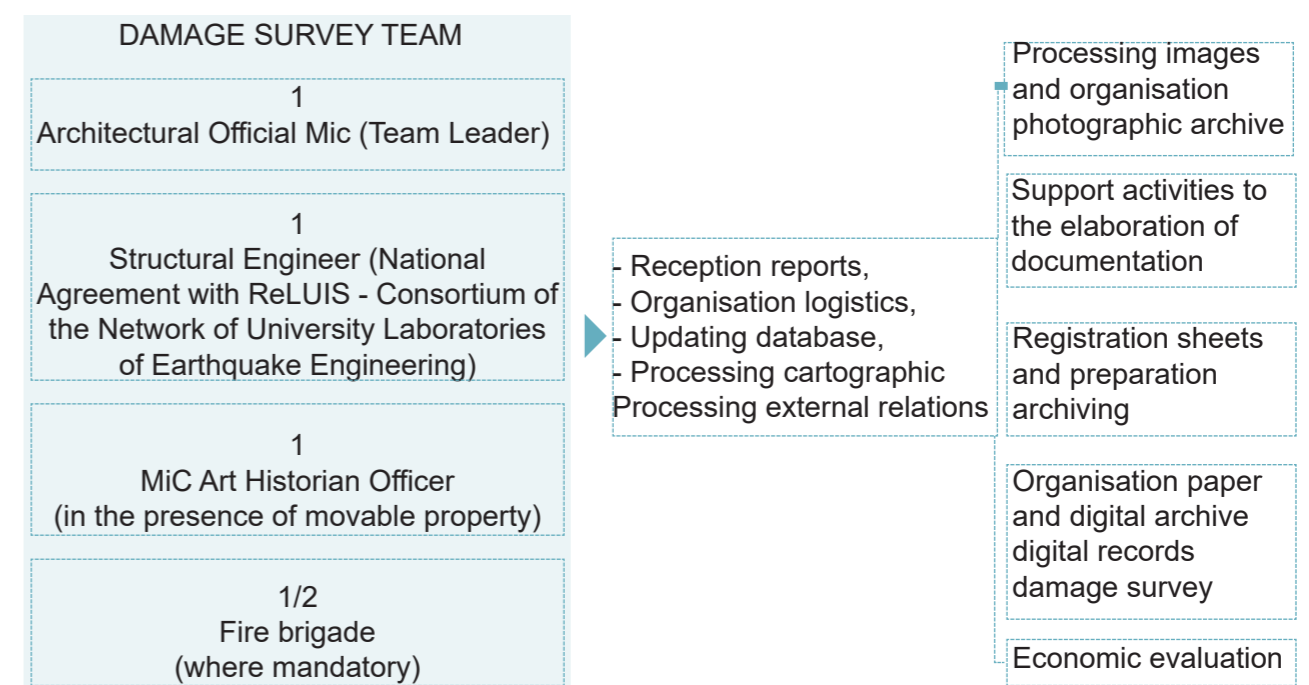 DAMAGE SURVEY TEAM
1
Architectural Official Mic (Team Leader)
1
Structural Engineer (National
Agreement with ReLUIS - Consortium of
the Network of University Laboratories
of Earthquake Engineering)
1
MiC Art Historian Officer
(in the presence of movable property)
1/2
Fire brigade
(where mandatory)
- Reception reports,
- Organisation logistics,
- Updating database,
- Processing cartographic
Processing external relations
Processing images
and organisation
photographic archive
Support activities to
the elaboration of
documentation
Registration sheets
and preparation
archiving
Organisation paper
and digital archive
digital records
damage survey
Economic evaluation